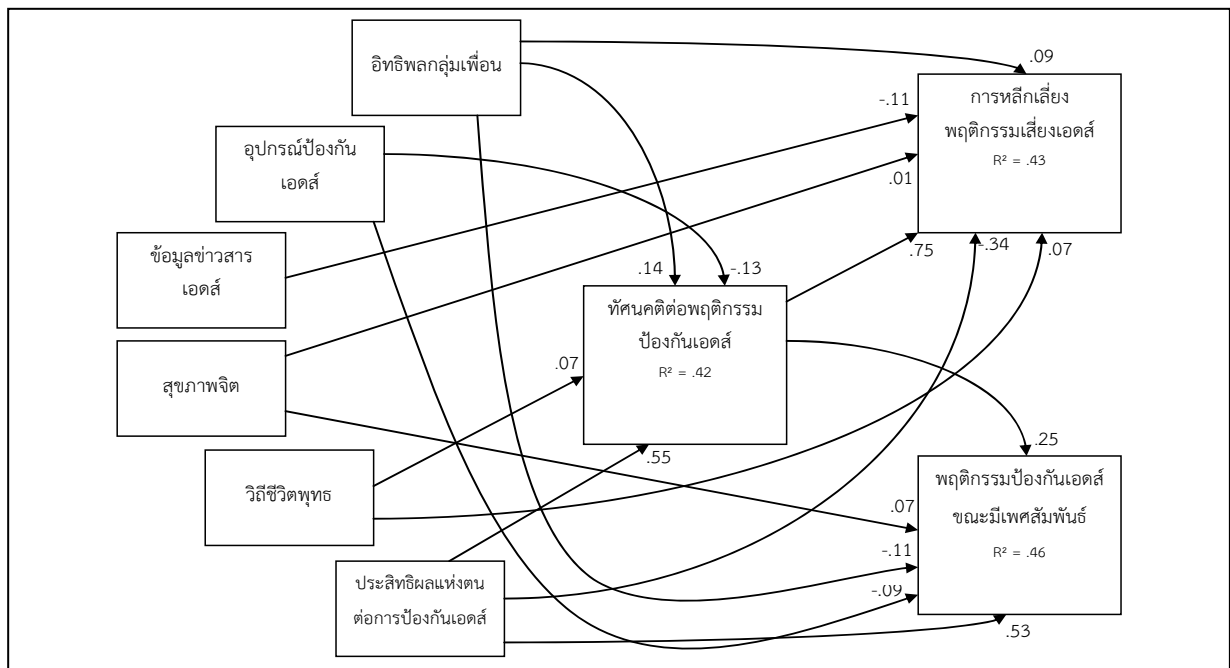 อิทธิพลกลุ่มเพื่อน
.09
การหลีกเลี่ยง
พฤติกรรมเสี่ยงเอดส์
R² = .43
-.11
อุปกรณ์ป้องกัน
เอดส์
.01
ข้อมูลข่าวสาร
เอดส์
.75
-.34
.07
.14
-.13
ทัศนคติต่อพฤติกรรม
ป้องกันเอดส์
R² = .42
สุขภาพจิต
.07
.55
.25
วิถีชีวิตพุทธ
พฤติกรรมป้องกันเอดส์
ขณะมีเพศสัมพันธ์
R² = .46
.07
-.11
-.09
.53
ประสิทธิผลแห่งตน
ต่อการป้องกันเอดส์